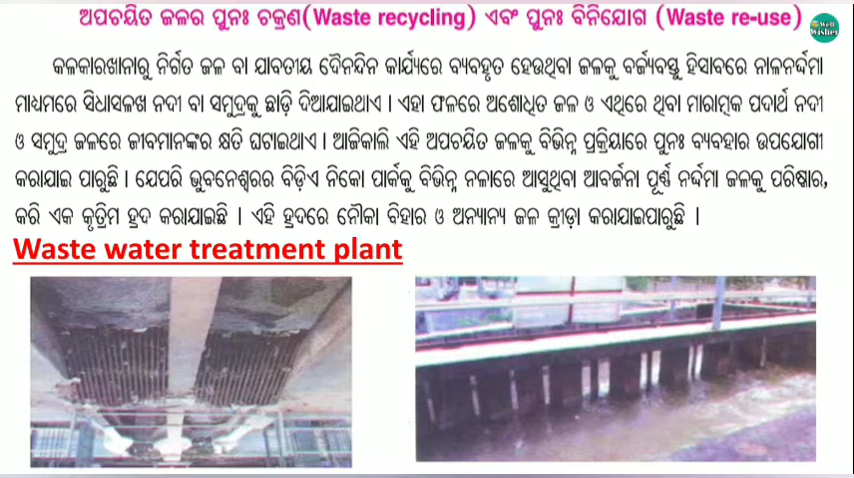 ଅପଚୟିତ ଜଳର ପୁନଃ ଚକ୍ରଣ(Waste recycling) ଏବଂ ପୁନଃ ବିନିଯୋଗ (Waste re-use)
Well Wisher
କଳକାରଖାନାରୁ ନିର୍ଗତ ଜଳ ବା ଯାବତୀୟ ଦୈନନ୍ଦିନ କାର୍ଯ୍ୟରେ ବ୍ୟବହୃତ ହେଉଥିବା ଜଳକୁ ବର୍ଜ୍ୟବସ୍ତୁ ହିସାବରେ ନାଳନର୍ଦ୍ଦମା
ମାଧ୍ୟମରେ ସିଧାସଳଖ ନଦୀ ବା ସମୁଦ୍ରକୁ ଛାଡ଼ି ଦିଆଯାଇଥାଏ । ଏହା ଫଳରେ ଅଶୋଧିତ ଜଳ ଓ ଏଥିରେ ଥିବା ମାରାତ୍ମକ ପଦାର୍ଥ ନଦୀ
ଓ ସମୁଦ୍ର ଜଳରେ ଜୀବମାନଙ୍କର କ୍ଷତି ଘଟାଇଥାଏ । ଆଜିକାଲି ଏହି ଅପଚୟିତ ଜଳକୁ ବିଭିନ୍ନ ପ୍ରକ୍ରିୟାରେ ପୁନଃ ବ୍ୟବହାର ଉପଯୋଗୀ
କରାଯାଇ ପାରୁଛି । ଯେପରି ଭୁବନେଶ୍ୱରର ବିଡ଼ିଏ ନିକୋ ପାର୍କକୁ ବିଭିନ୍ନ ନଳାରେ ଆସୁଥିବା ଆବର୍ଜନା ପୂର୍ଣ୍ଣ ନର୍ଦ୍ଦମା ଜଳକୁ ପରିଷ୍କାର,
କରି ଏକ କୃତ୍ରିମ ହ୍ରଦ କରାଯାଇଛି । ଏହି ହ୍ରଦରେ ନୌକା ବିହାର ଓ ଅନ୍ୟାନ୍ୟ ଜଳ କ୍ରୀଡ଼ା କରାଯାଇପାରୁଛି ।
Waste water treatment plant